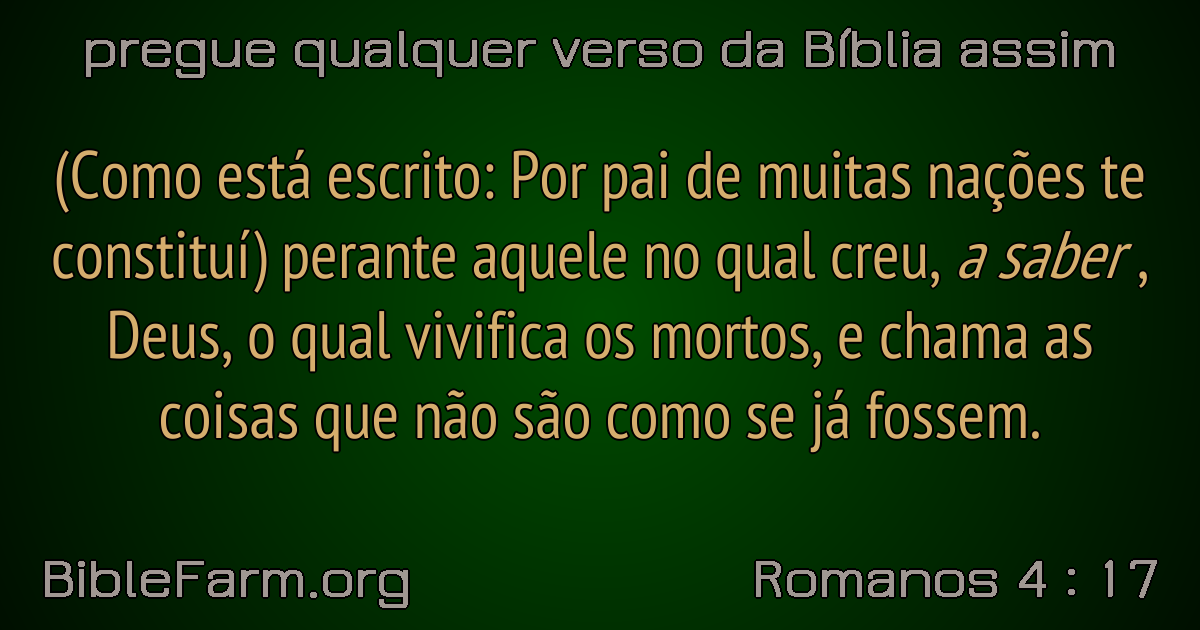 pregue qualquer verso da Bíblia assim
(Como está escrito: Por pai de muitas nações te
constituí) perante aquele no qual creu, a saber ,
Deus, o qual vivifica os mortos, e chama as
coisas que não são como se já fossem.
BibleFarm.org
Romanos 4 : 17